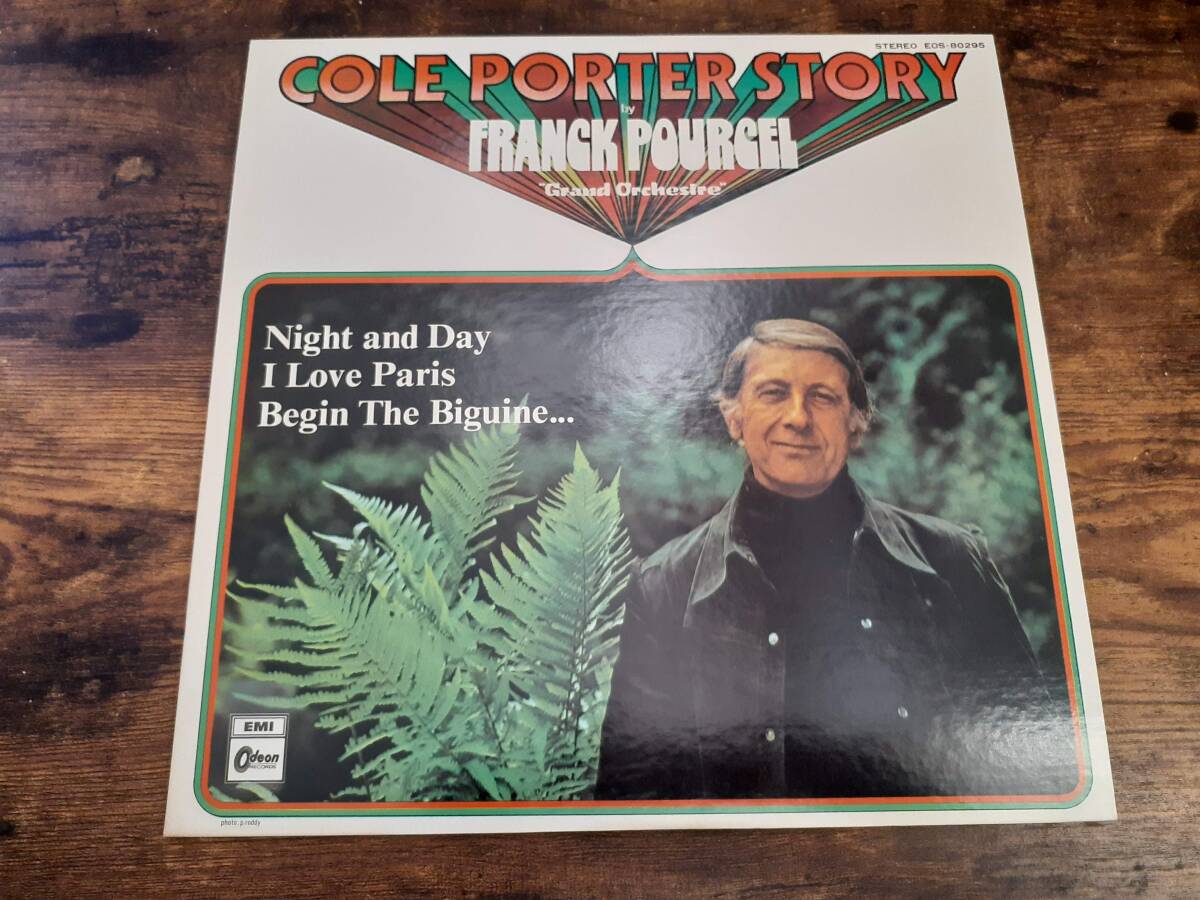 STEREO EOS-80295
COLE PORTER STORY
by
FRANCK POURCEL
"Grand Orchestre"
Night and Day
I Love Paris
Begin The Biguine...
EMI
Odeon
RECORDS
photo. p.roddy